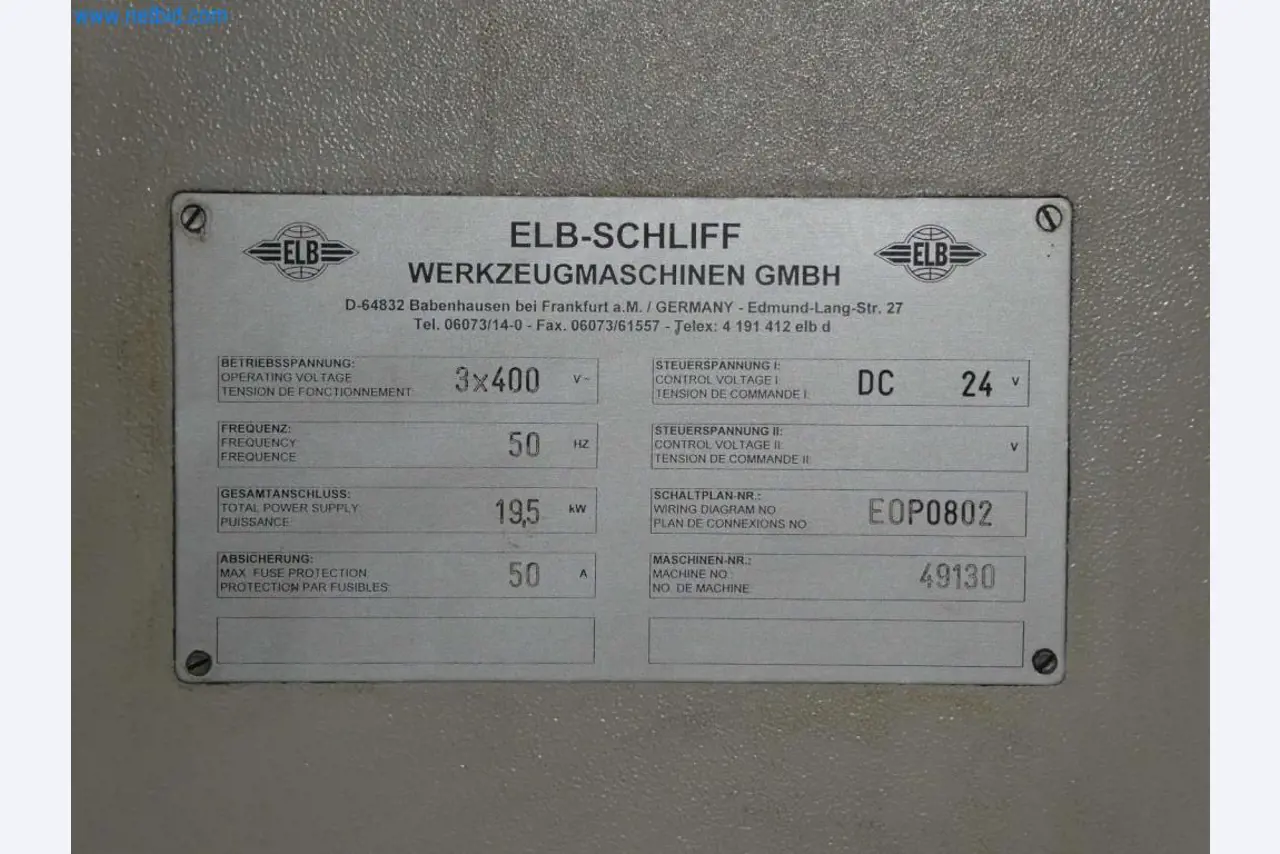 www.netbid.com
ELB
ELB-SCHLIFF
ELB
WERKZEUGMASCHINEN GMBH
D-64832 Babenhausen bei Frankfurt a.M. / GERMANY - Edmund-Lang-Str. 27
Tel. 06073/14-0 - Fax. 06073/61557 - Telex: 4 191 412 elb d
BETRIEBSSPANNUNG:
OPERATING VOLTAGE
TENSION DE FONCTIONNEMENT
3x400 V~
STEUERSPANNUNG I:
CONTROL VOLTAGE I
TENSION DE COMMANDE I:
DC 24 V
FREQUENZ:
FREQUENCY
FREQUENCE
50 HZ
STEUERSPANNUNG II:
CONTROL VOLTAGE II:
TENSION DE COMMANDE II:
V
GESAMTANSCHLUSS:
TOTAL POWER SUPPLY
PUISSANCE:
19,5 kW
SCHALTPLAN-NR.:
WIRING DIAGRAM NO
PLAN DE CONNEXIONS NO
EOP0802
ABSICHERUNG:
MAX. FUSE PROTECTION:
PROTECTION PAR FUSIBLES:
50 A
MASCHINEN-NR.:
MACHINE NO.:
NO. DE MACHINE:
49130